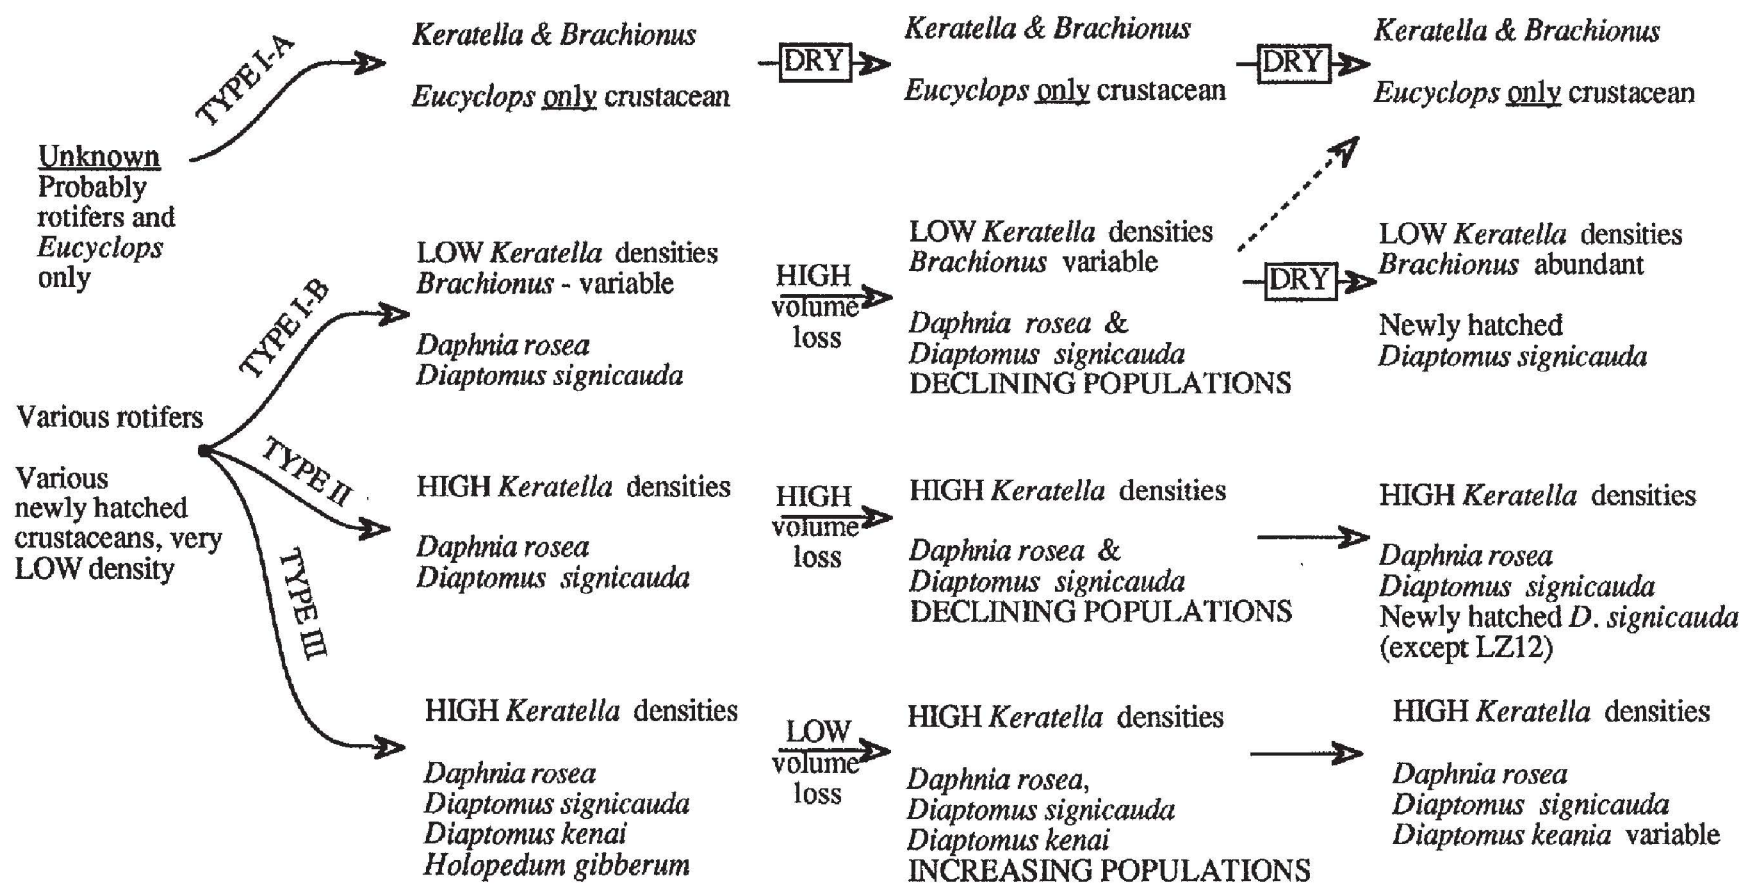 Unknown
Probably
rotifers and
Eucyclops
only
Various rotifers
Various
newly hatched
crustaceans, very
LOW density
TYPE I-A
Keratella & Brachionus
Eucyclops only crustacean
DRY
Keratella & Brachionus
Eucyclops only crustacean
DRY
Keratella & Brachionus
Eucyclops only crustacean
TYPE I-B
LOW Keratella densities
Brachionus - variable
Daphnia rosea
Diaptomus signicauda
HIGH
volume
loss
LOW Keratella densities
Brachionus variable
Daphnia rosea &
Diaptomus signicauda
DECLINING POPULATIONS
DRY
LOW Keratella densities
Brachionus abundant
Newly hatched
Diaptomus signicauda
TYPE II
HIGH Keratella densities
Daphnia rosea
Diaptomus signicauda
HIGH
volume
loss
HIGH Keratella densities
Daphnia rosea &
Diaptomus signicauda
DECLINING POPULATIONS
HIGH Keratella densities
Daphnia rosea
Diaptomus signicauda
Newly hatched D. signicauda
(except LZ12)
TYPE III
HIGH Keratella densities
Daphnia rosea
Diaptomus signicauda
Diaptomus kenai
Holopedum gibberum
LOW
volume
loss
HIGH Keratella densities
Daphnia rosea,
Diaptomus signicauda
Diaptomus kenai
INCREASING POPULATIONS
HIGH Keratella densities
Daphnia rosea
Diaptomus signicauda
Diaptomus keania variable